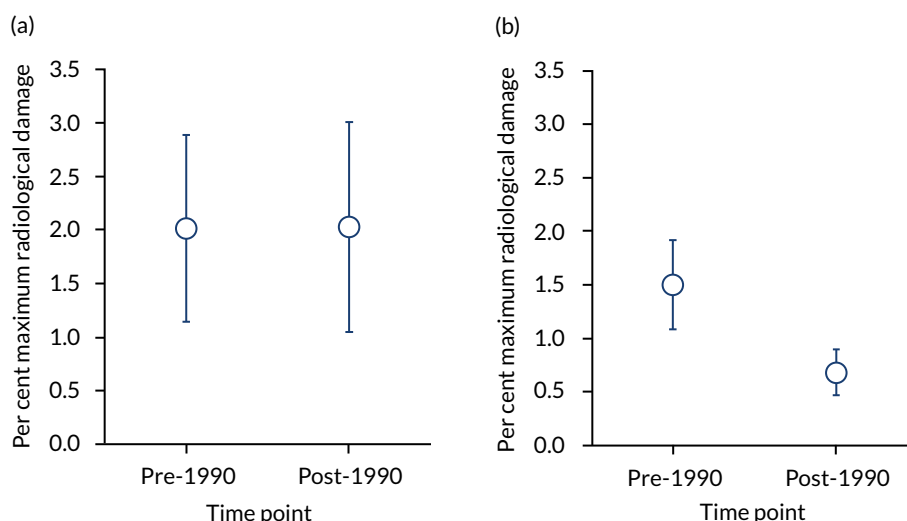 (a)
Per cent maximum radiological damage
3.5
3.0
2.5
2.0
1.5
1.0
0.5
0.0
Pre-1990
Post-1990
Time point
(b)
Per cent maximum radiological damage
3.5
3.0
2.5
2.0
1.5
1.0
0.5
0.0
Pre-1990
Post-1990
Time point